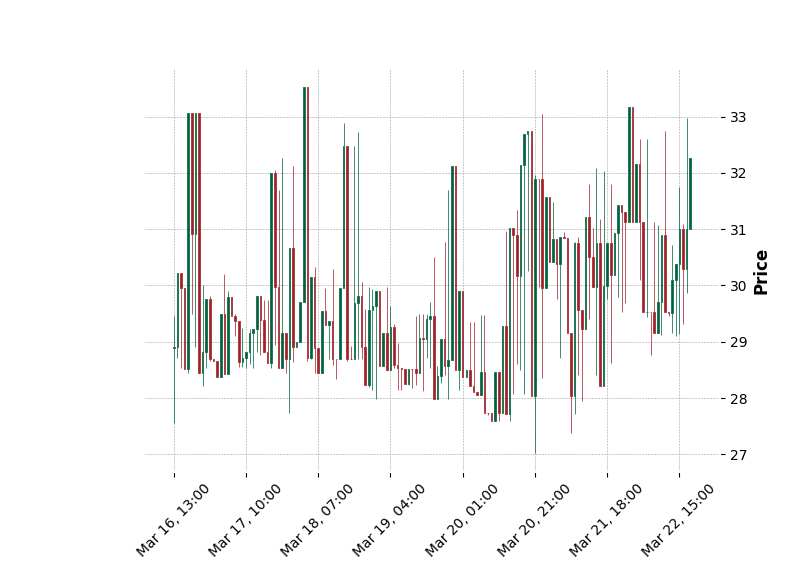 33
32
31
30
29
28
27
Price
Mar 16, 13:00
Mar 17, 10:00
Mar 18, 07:00
Mar 19, 04:00
Mar 20, 01:00
Mar 20, 21:00
Mar 21, 18:00
Mar 22, 15:00